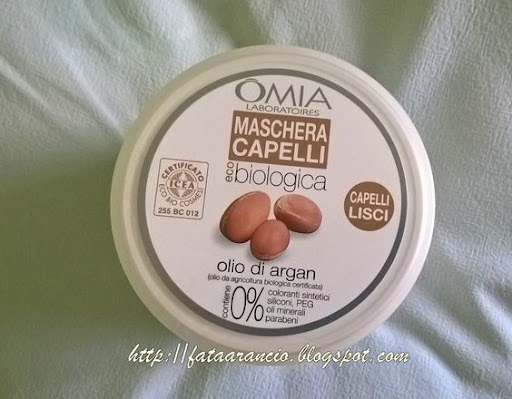 ÔMIA
LABORATOIRES
MASCHERA
CAPELLI
eco biologica
CERTIFICATO
ICEA
ECO BIO COSMESI
255 BC 012
CAPELLI
LISCI
olio di argan
(olio da agricoltura biologica certificata)
contiene 0% coloranti sintetici
siliconi, PEG
oli minerali
parabeni
http://fataarancio.blogspot.com